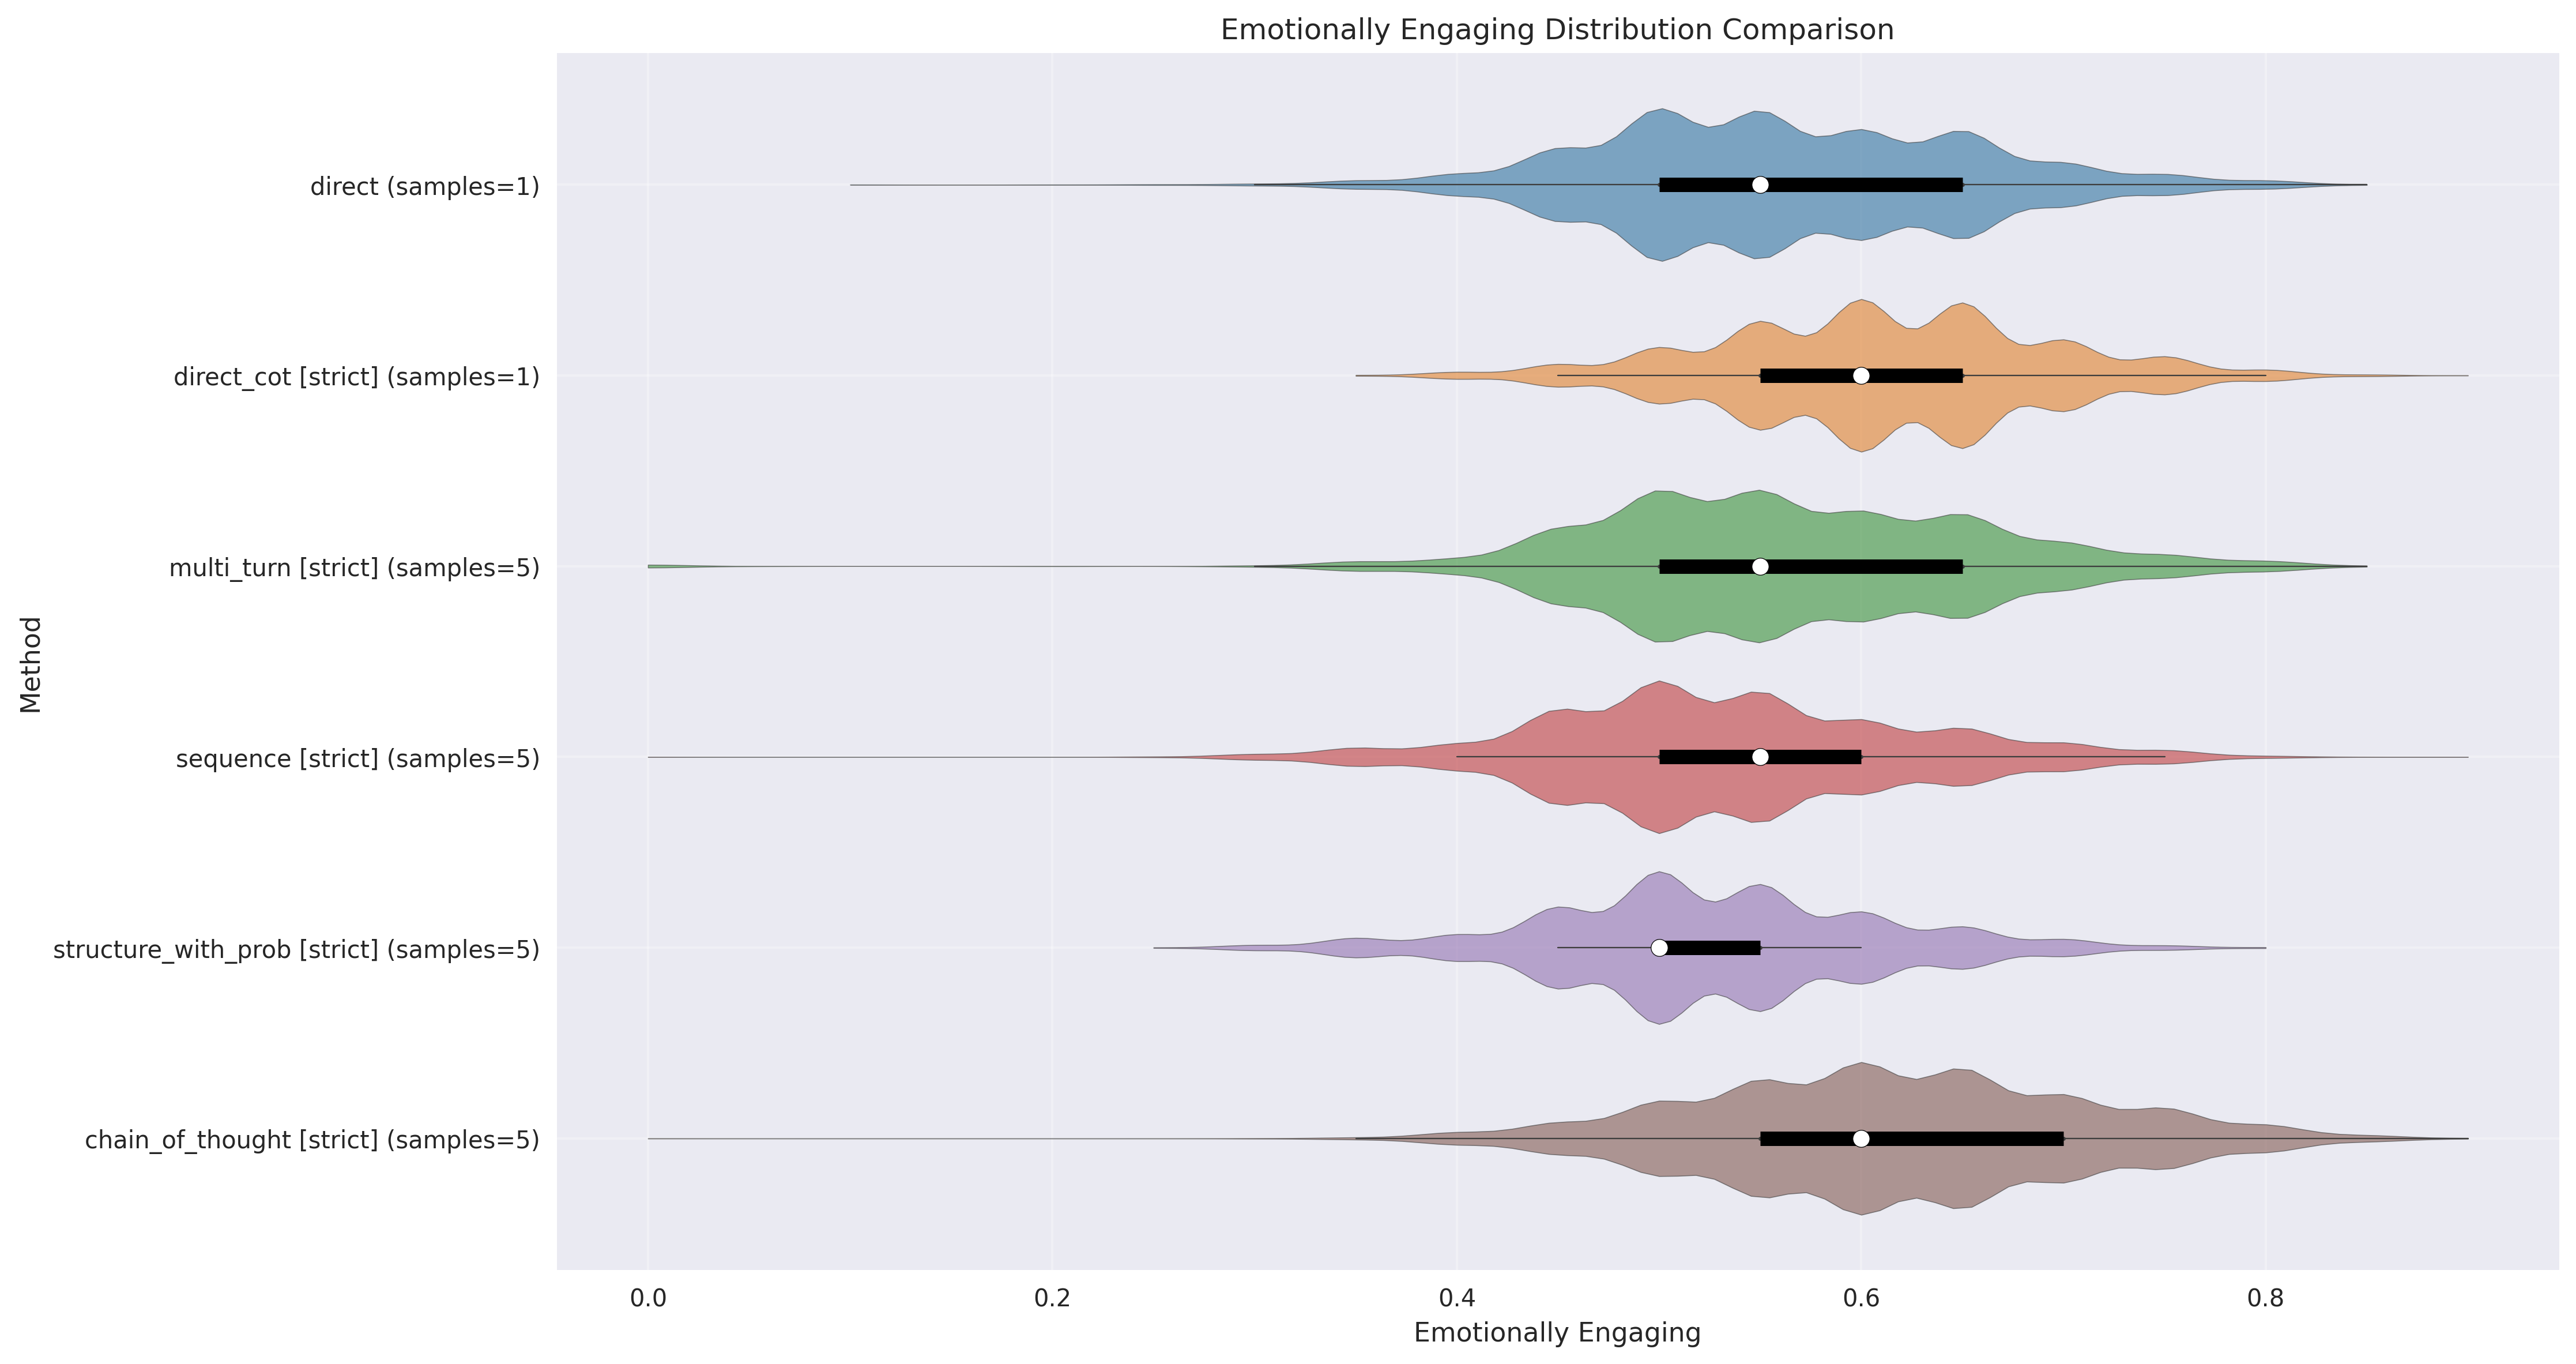 Emotionally Engaging Distribution Comparison
Method
direct (samples=1)
direct_cot [strict] (samples=1)
multi_turn [strict] (samples=5)
sequence [strict] (samples=5)
structure_with_prob [strict] (samples=5)
chain_of_thought [strict] (samples=5)
0.0 0.2 0.4 0.6 0.8
Emotionally Engaging